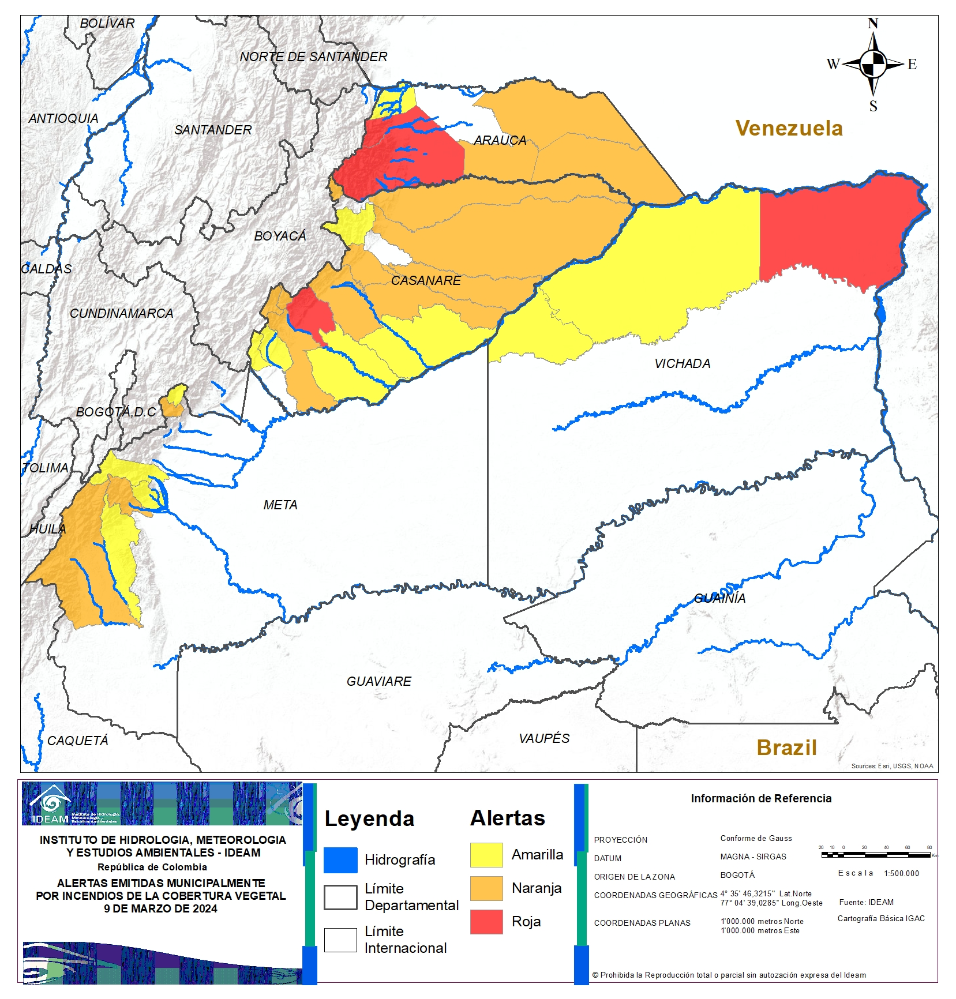 BOLÍVAR
N
NORTE DE SANTANDER
W
E
S
ANTIOQUIA
SANTANDER
Venezuela
ARAUCA
BOYACÁ
CALDAS
CASANARE
CUNDINAMARCA
VICHADA
BOGOTÁ,D.C
TOLIMA
META
HUILA
GUAINÍA
GUAVIARE
CAQUETÁ
VAUPÉS
Brazil
Sources: Esri, USGS, NOAA
IDEAM
Instituto de Hidrología,
Meteorología y
Estudios Ambientales
INSTITUTO DE HIDROLOGIA, METEOROLOGIA
Y ESTUDIOS AMBIENTALES - IDEAM
República de Colombia
ALERTAS EMITIDAS MUNICIPALMENTE
POR INCENDIOS DE LA COBERTURA VEGETAL
9 DE MARZO DE 2024
Leyenda
Hidrografía
Límite
Departamental
Límite
Internacional
Alertas
Amarilla
Naranja
Roja
Información de Referencia
PROYECCIÓN
Conforme de Gauss
DATUM
MAGNA - SIRGAS
ORIGEN DE LA ZONA
BOGOTÁ
COORDENADAS GEOGRÁFICAS
4° 35' 46,3215'' Lat.Norte
77° 04' 39,0285" Long.Oeste
COORDENADAS PLANAS
1'000.000 metros Norte
1'000.000 metros Este
20 10 0 20 40 60 80
Km
Escala 1:500.000
Fuente: IDEAM
Cartografía Básica IGAC
© Prohibida la Reproducción total o parcial sin autozación expresa del Ideam